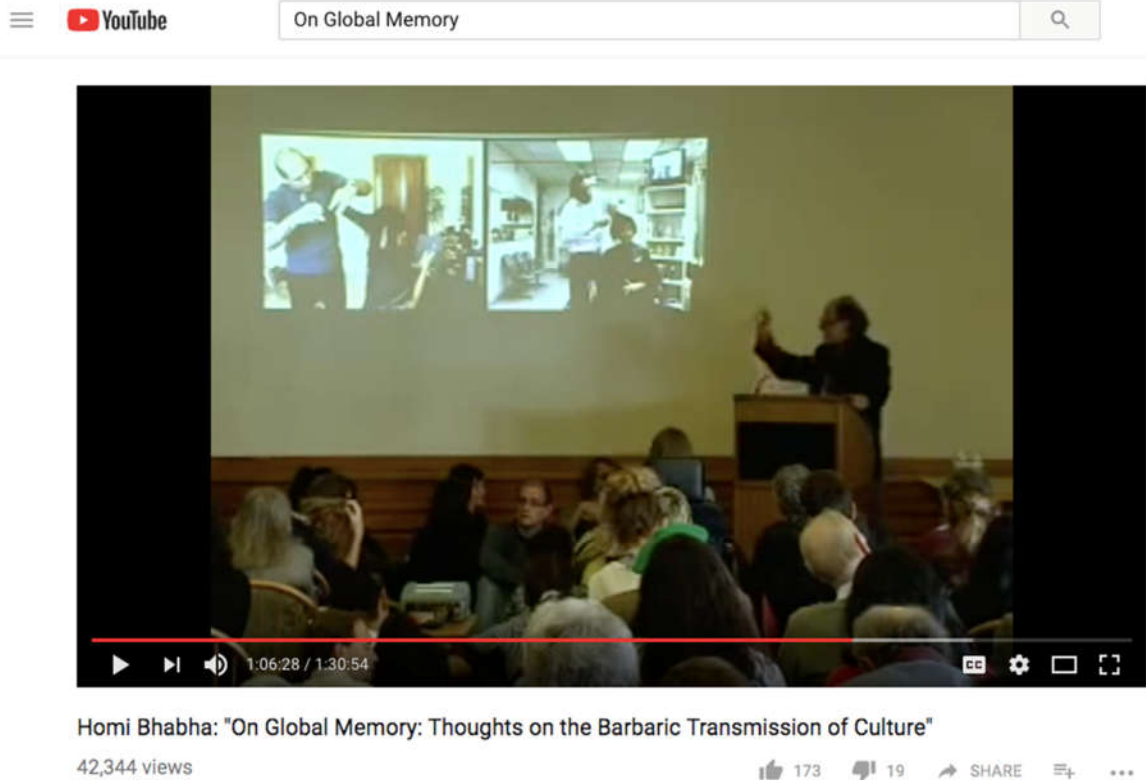 YouTube
On Global Memory
1:06:28 / 1:30:54
CC
Homi Bhabha: "On Global Memory: Thoughts on the Barbaric Transmission of Culture"
42,344 views
173 19 SHARE